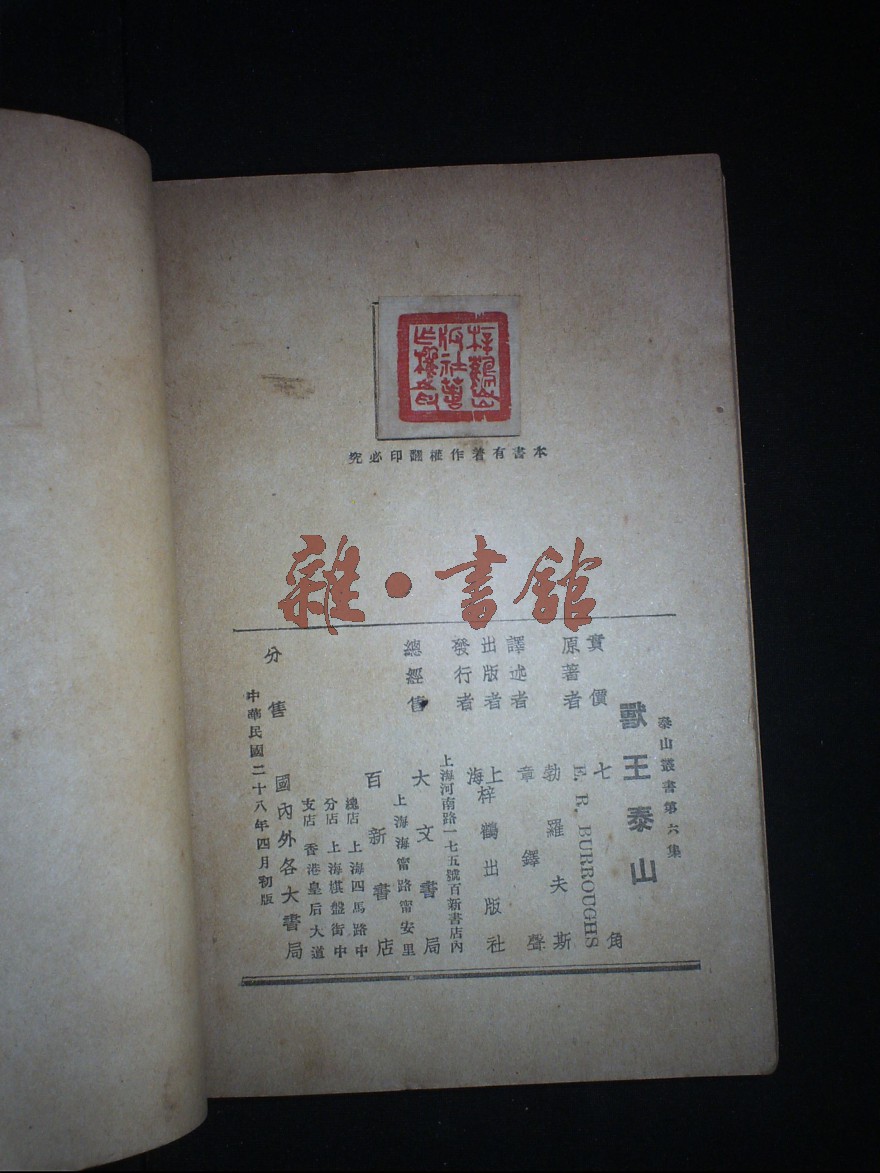 本書有著作權翻印必究
雜·書館
泰山叢書第六集
獸王泰山
實價 七角
原著者 E. R. BURROUGHS
勃羅夫斯
譯述者 章鐸聲
出版者 上海梓鶴出版社
上海河南路一七五號百新書店內
發行者 大文書局
上海海甯路甯安里
總經售 百新書店
總店 上海四馬路中
分店 上海棋盤街中
支店 香港皇后大道
分售 國內外各大書局
中華民國二十八年四月初版